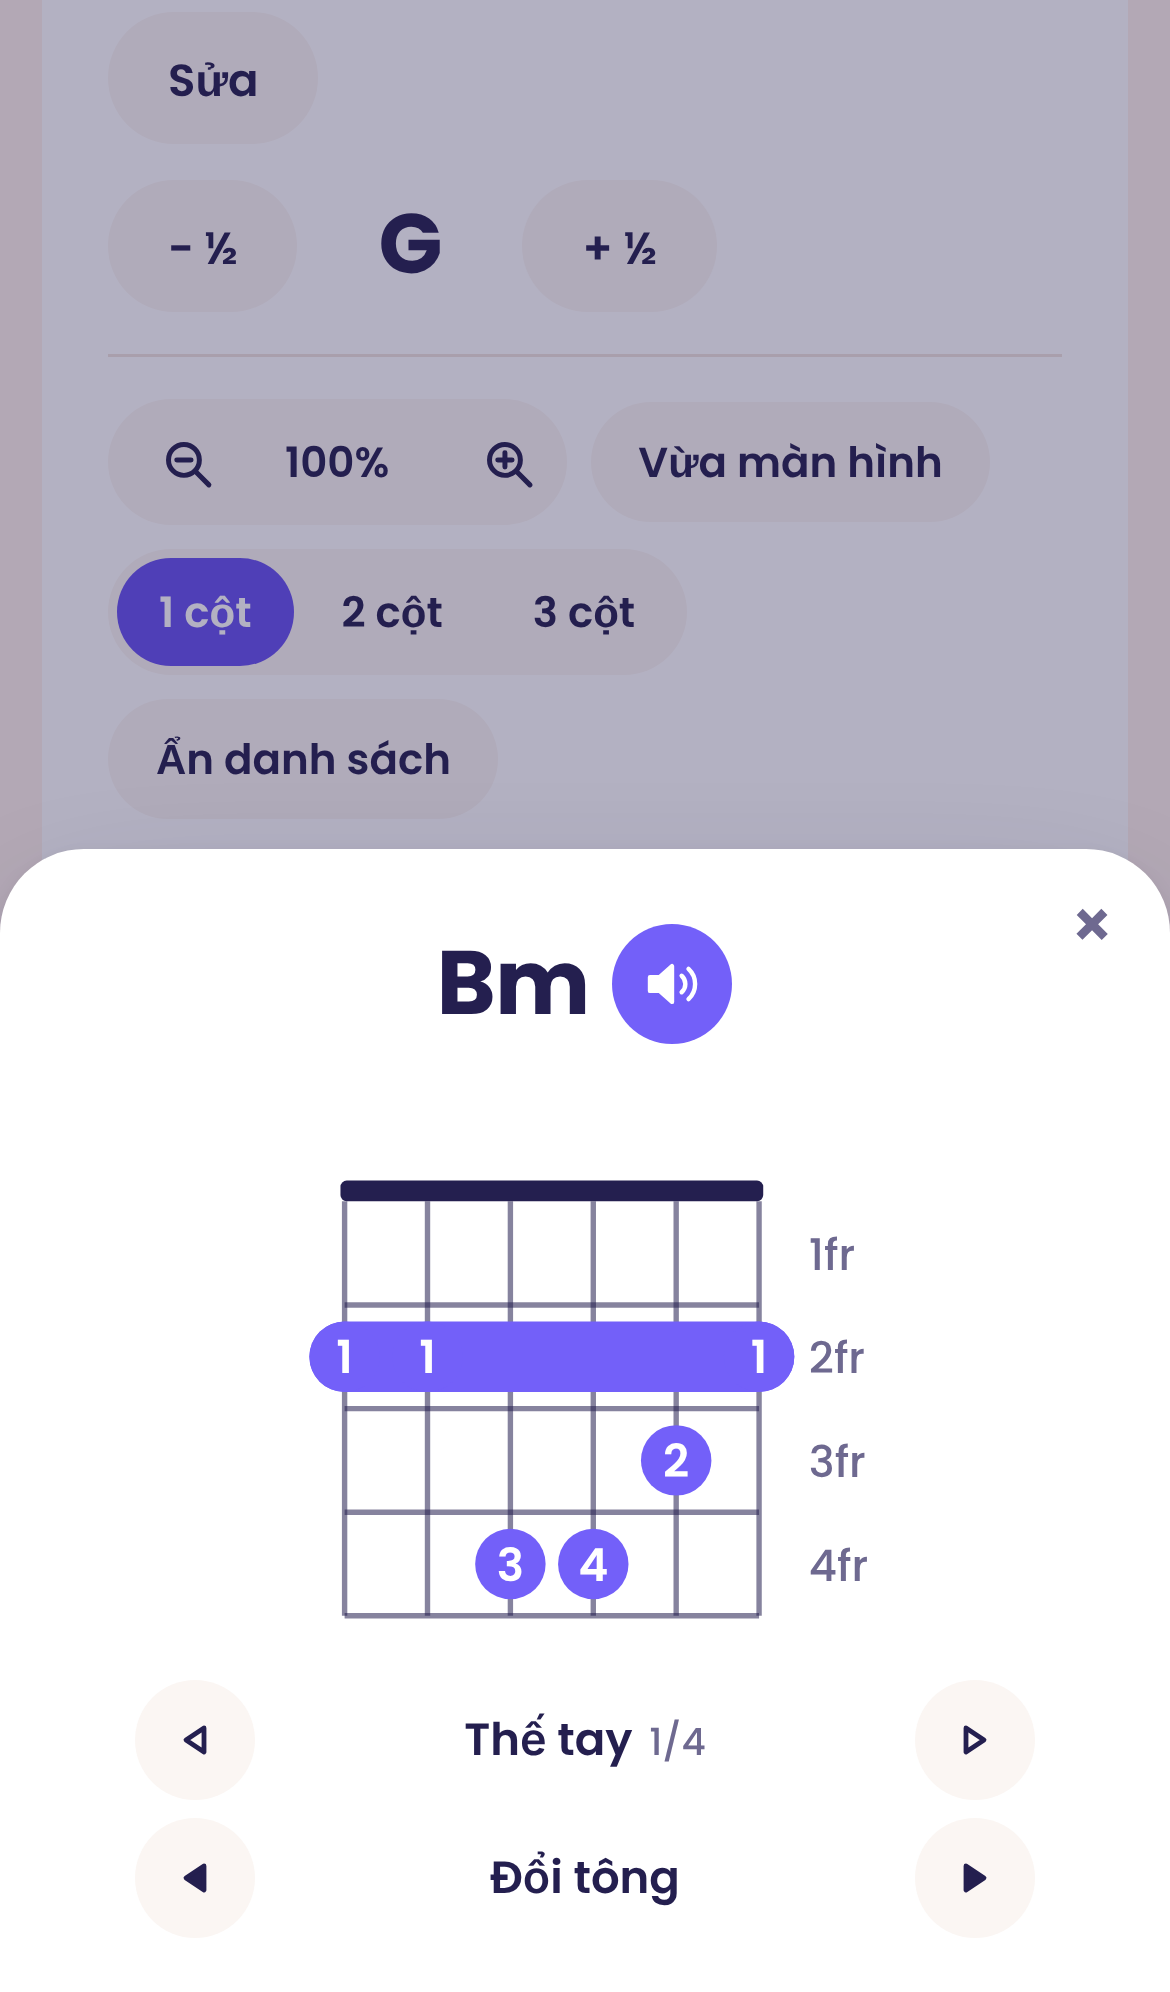 Sửa
- ½ G + ½
100% Vừa màn hình
1 cột 2 cột 3 cột
Ẩn danh sách
Bm
1fr
1 1 1 2fr
2 3fr
3 4 4fr
Thế tay 1/4
Đổi tông